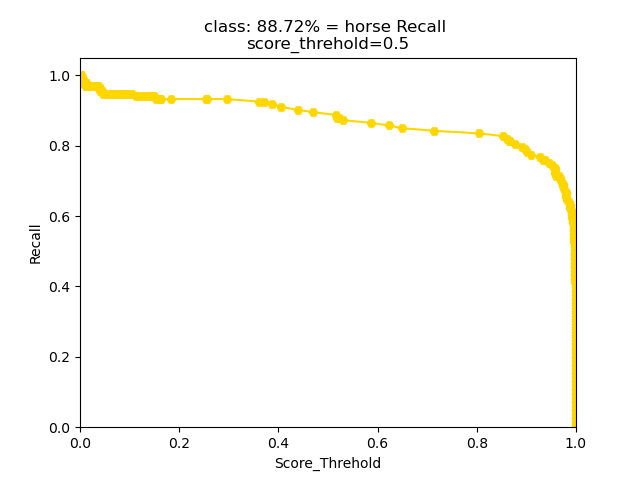 class: 88.72% = horse Recall
score_threhold=0.5
Recall
1.0
0.8
0.6
0.4
0.2
0.0
0.0 0.2 0.4 0.6 0.8 1.0
Score_Threhold